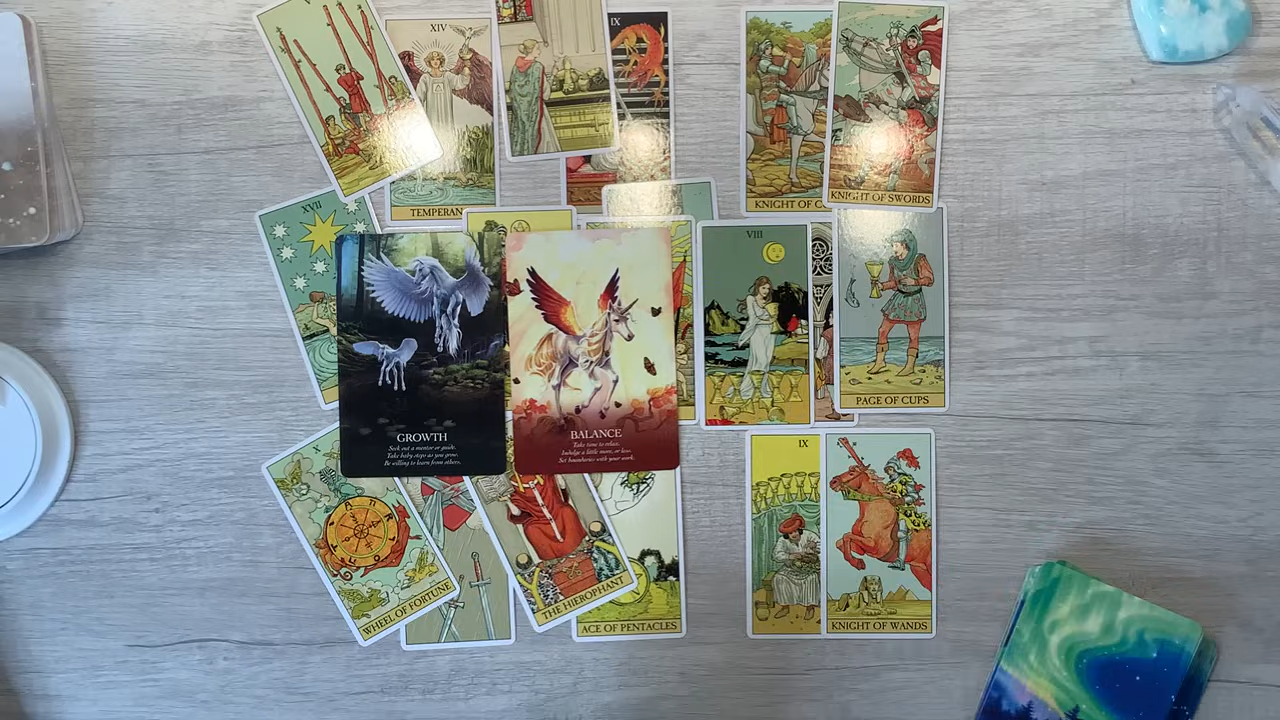 XIV
IX
TEMPERAN
KNIGHT OF C
KNIGHT OF SWORDS
XVII
VIII
PAGE OF CUPS
GROWTH
Seek out a mentor or guide.
Take baby steps as you grow.
Be willing to learn from others.
BALANCE
Take time to relax.
Indulge a little more, or less.
Set boundaries with your work.
X
WHEEL OF FORTUNE
THE HIEROPHANT
ACE OF PENTACLES
IX
KNIGHT OF WANDS